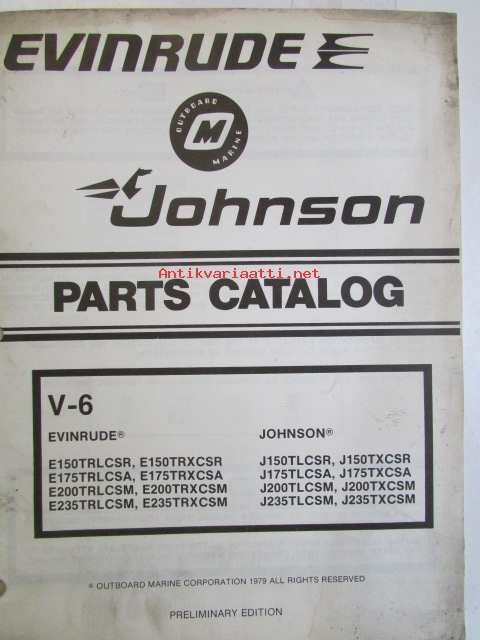 EVINRUDE
OUTBOARD
M
MARINE
Johnson
Antikvariaatti.net
PARTS CATALOG
V-6
EVINRUDE® JOHNSON®
E150TRLCSR, E150TRXCSR J150TLCSR, J150TXCSR
E175TRLCSA, E175TRXCSA J175TLCSA, J175TXCSA
E200TRLCSM, E200TRXCSM J200TLCSM, J200TXCSM
E235TRLCSM, E235TRXCSM J235TLCSM, J235TXCSM
© OUTBOARD MARINE CORPORATION 1979 ALL RIGHTS RESERVED
PRELIMINARY EDITION